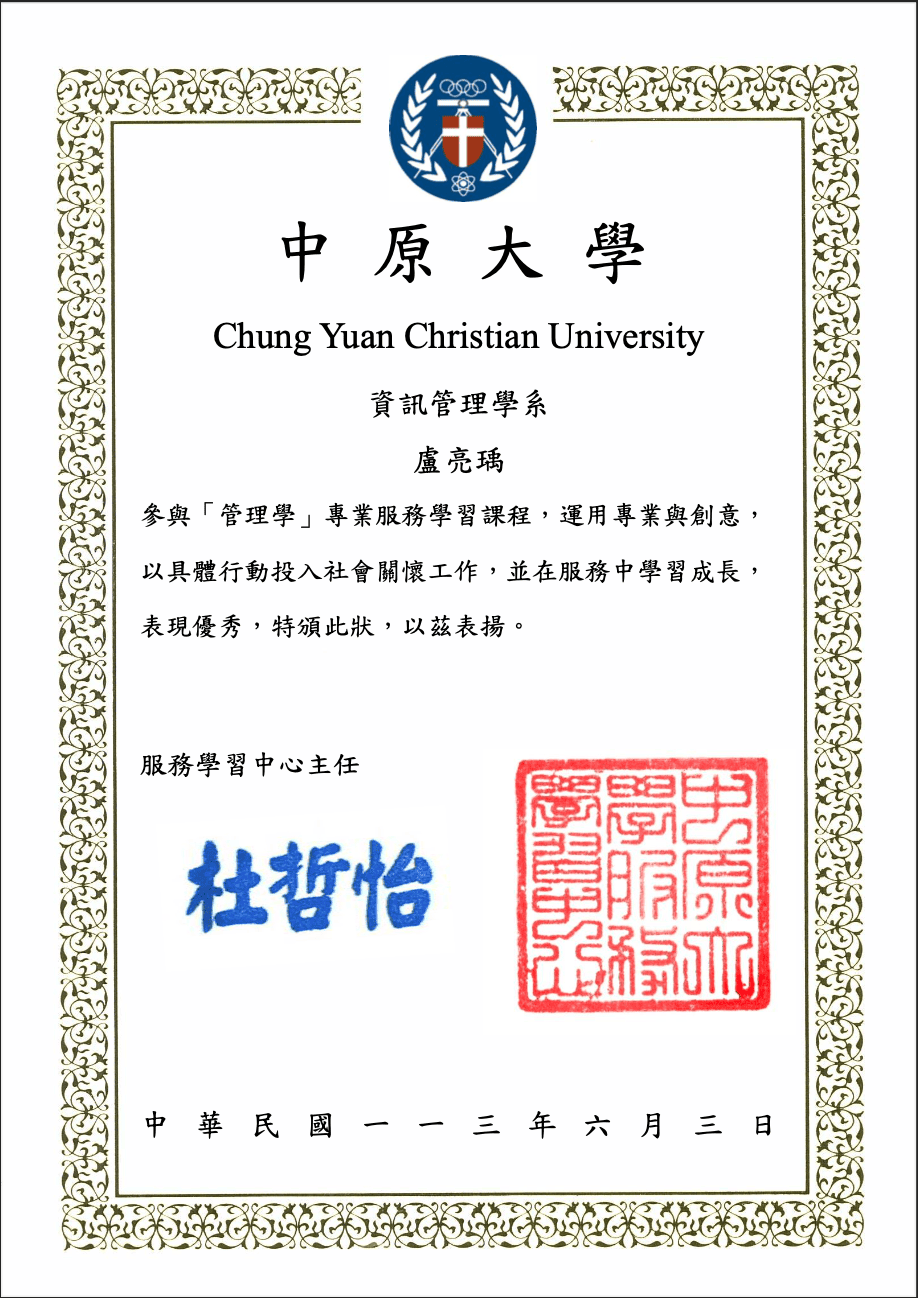 中原大學
Chung Yuan Christian University
資訊管理學系
盧亮瑀
參與「管理學」專業服務學習課程，運用專業與創意，
以具體行動投入社會關懷工作，並在服務中學習成長，
表現優秀，特頒此狀，以茲表揚。
服務學習中心主任
杜哲怡
中原大
學服務
學習中心
中華民國一一三年六月三日